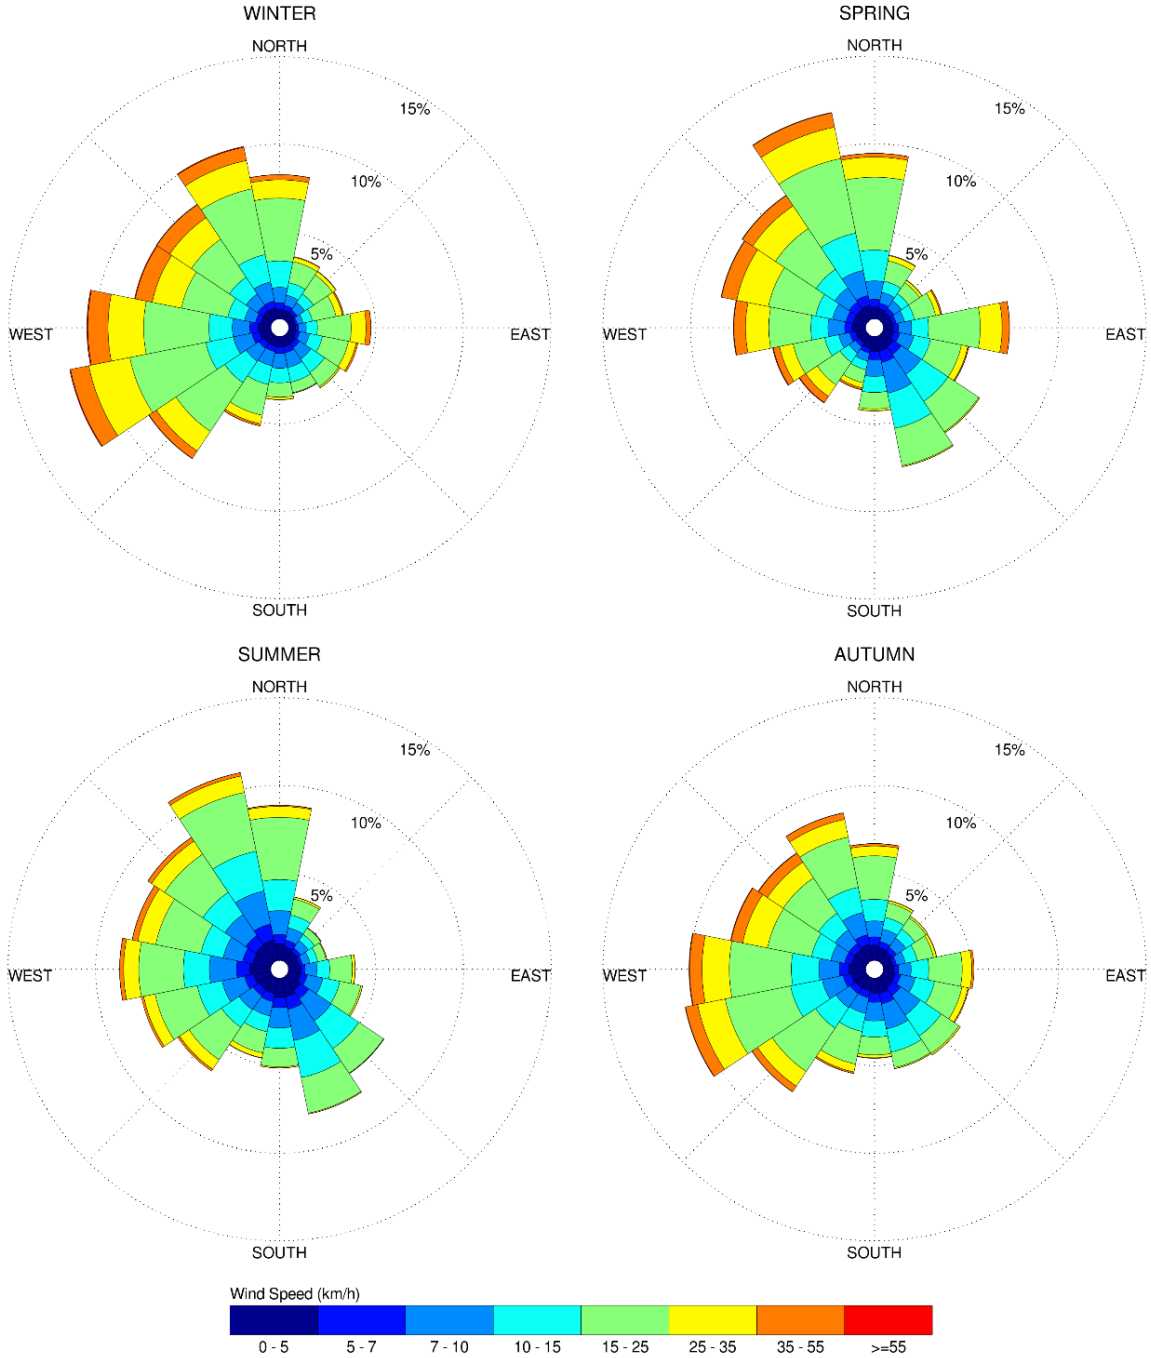 WINTER
SPRING
NORTH
NORTH
15%
15%
10%
10%
5%
5%
WEST
EAST
WEST
EAST
SOUTH
SOUTH
SUMMER
AUTUMN
NORTH
NORTH
15%
15%
10%
10%
5%
5%
WEST
EAST
WEST
EAST
SOUTH
SOUTH
Wind Speed (km/h)
0 - 5 5 - 7 7 - 10 10 - 15 15 - 25 25 - 35 35 - 55 >=55